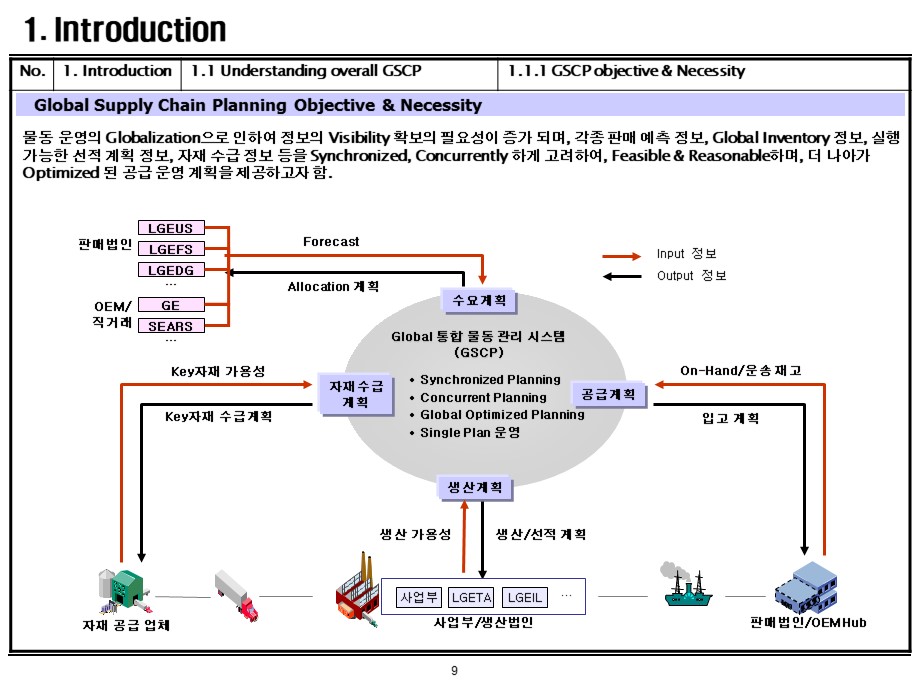 1. Introduction
No. 1. Introduction 1.1 Understanding overall GSCP 1.1.1 GSCP objective & Necessity
Global Supply Chain Planning Objective & Necessity
물동 운영의 Globalization으로 인하여 정보의 Visibility 확보의 필요성이 증가 되며, 각종 판매 예측 정보, Global Inventory 정보, 실행
가능한 선적 계획 정보, 자재 수급 정보 등을 Synchronized, Concurrently 하게 고려하여, Feasible & Reasonable하며, 더 나아가
Optimized 된 공급 운영 계획을 제공하고자 함.
판매법인
LGEUS
LGEFS
LGEDG
...
OEM/
직거래
GE
SEARS
...
Forecast
Allocation 계획
Input 정보
Output 정보
수요계획
Global 통합 물동 관리 시스템
(GSCP)
• Synchronized Planning
• Concurrent Planning
• Global Optimized Planning
• Single Plan 운영
자재수급
계획
공급계획
생산계획
Key자재 가용성
Key자재 수급계획
On-Hand/운송재고
입고 계획
생산 가용성
생산/선적 계획
사업부 LGETA LGEIL ...
자재 공급 업체
사업부/생산법인
판매법인/OEM Hub
9